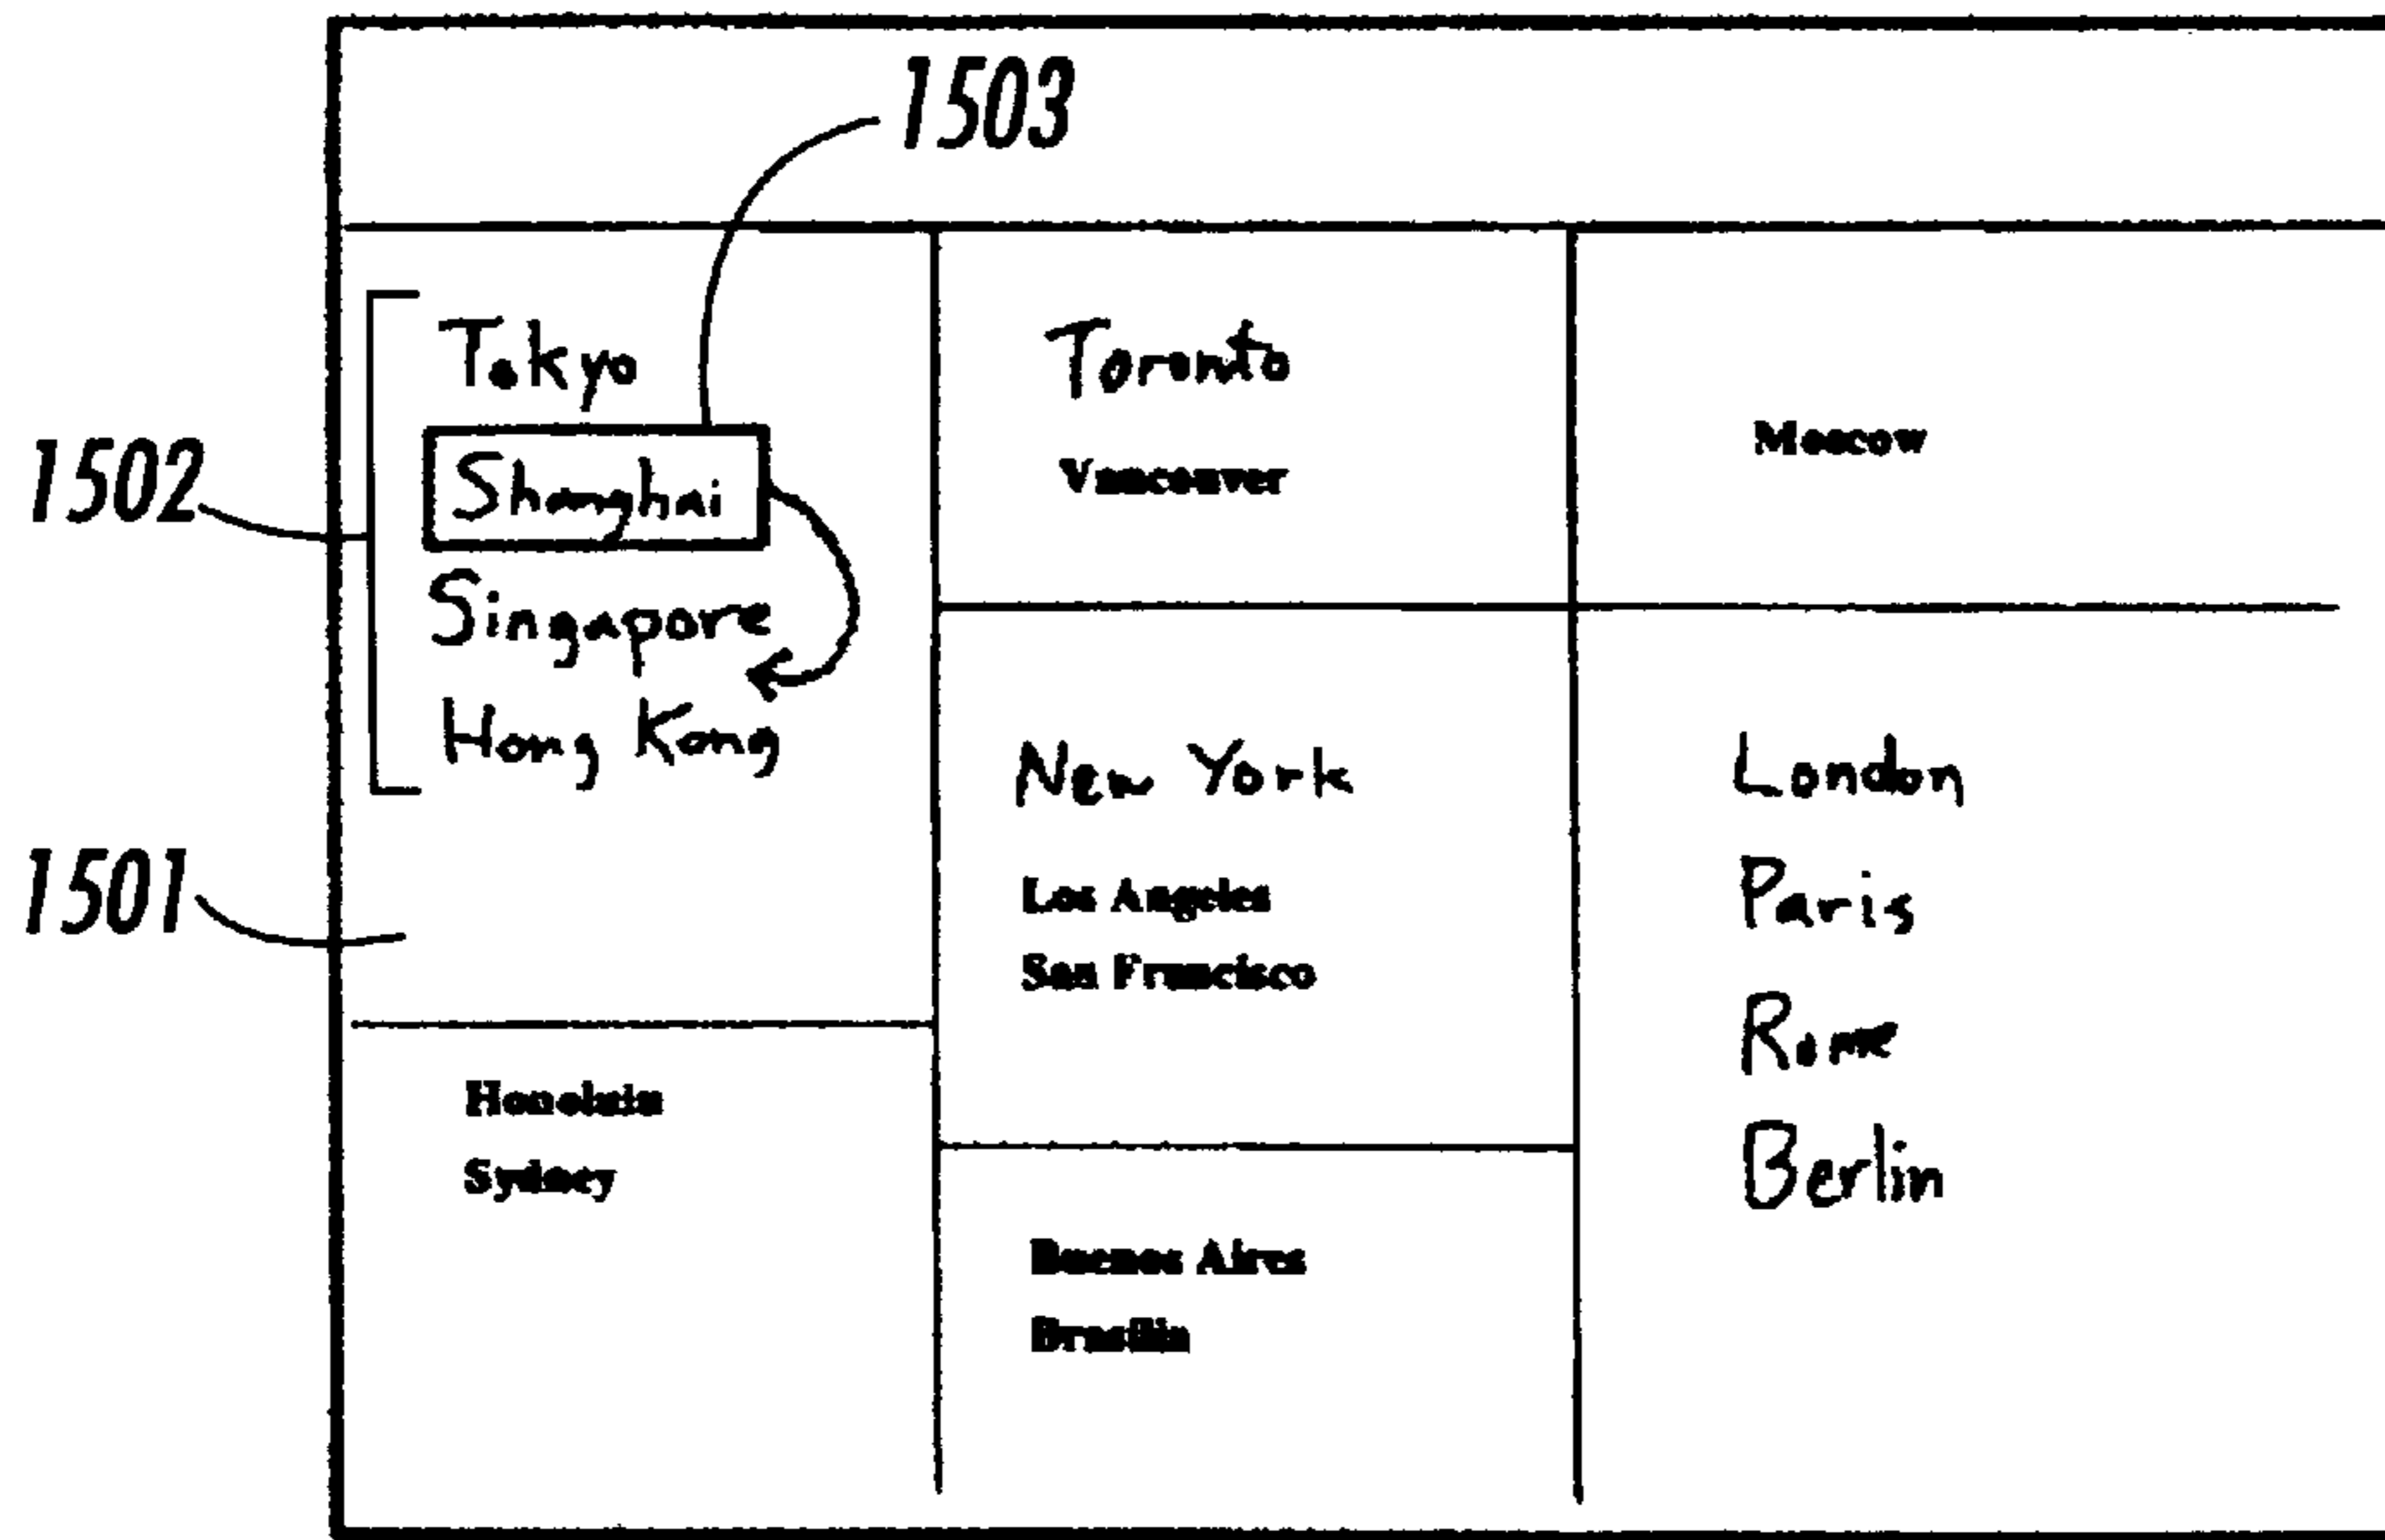 1503
1502
1501
Tokyo
Shanghai
Singapore
Hong Kong
Honolulu
Sydney
Toronto
Vancouver
New York
Los Angeles
San Francisco
Buenos Aires
Brasilia
Moscow
London
Paris
Rome
Berlin